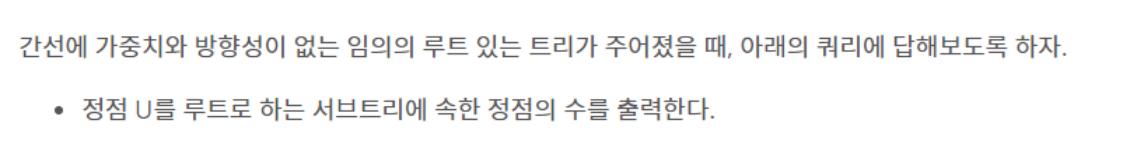 간선에 가중치와 방향성이 없는 임의의 루트 있는 트리가 주어졌을 때, 아래의 쿼리에 답해보도록 하자.
• 정점 U를 루트로 하는 서브트리에 속한 정점의 수를 출력한다.